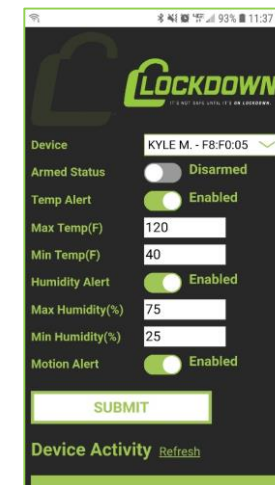 93% 11:37
LOCKDOWN
IT'S NOT SAFE UNTIL IT'S ON LOCKDOWN.
Device KYLE M. - F8:F0:05
Armed Status Disarmed
Temp Alert Enabled
Max Temp(F) 120
Min Temp(F) 40
Humidity Alert Enabled
Max Humidity(%) 75
Min Humidity(%) 25
Motion Alert Enabled
SUBMIT
Device Activity Refresh